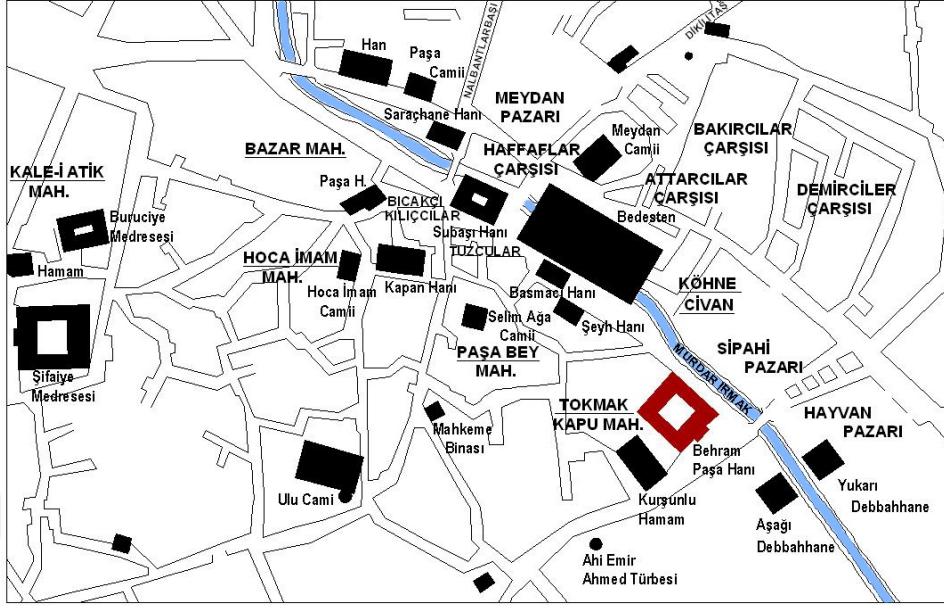 Han
Paşa
Camii
NALBANTLARBAŞI
DİKİLİTAŞ
MEYDAN
PAZARI
Saraçhane Hanı
BAZAR MAH.
HAFFAFLAR
ÇARŞISI
Meydan
Camii
BAKIRCILAR
ÇARŞISI
KALE-İ ATİK
MAH.
Paşa H.
BIÇAKÇI
KILIÇCILAR
ATTARCILAR
ÇARŞISI
DEMİRCİLER
ÇARŞISI
Buruciye
Medresesi
Subaşı Hanı
Bedesten
TUZCULAR
HOCA İMAM
MAH.
Hamam
Hoca İmam
Camii
Kapan Hanı
Basmacı Hanı
KÖHNE
CİVAN
Selim Ağa
Camii
Şeyh Hanı
PAŞA BEY
MAH.
MURDAR IRMAK
SİPAHİ
PAZARI
Şifaiye
Medresesi
TOKMAK
KAPU MAH.
HAYVAN
PAZARI
Mahkeme
Binası
Behram
Paşa Hanı
Ulu Cami
Kurşunlu
Hamam
Yukarı
Debbahhane
Aşağı
Debbahhane
Ahi Emir
Ahmed Türbesi